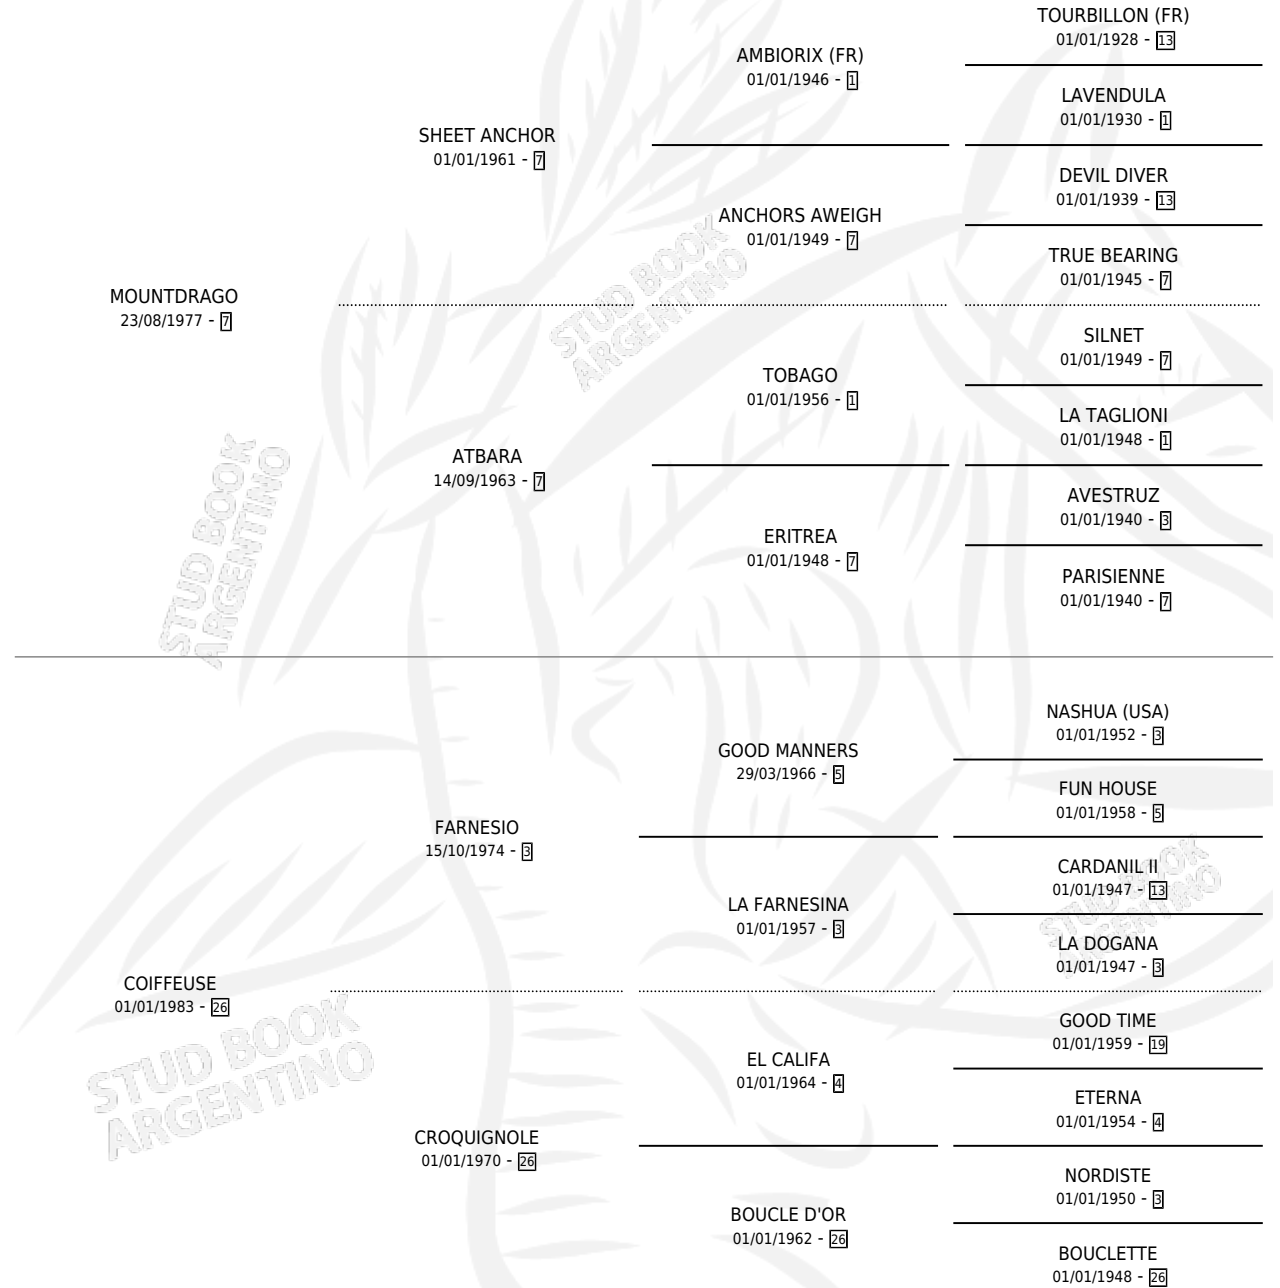 TOURBILLON (FR)
01/01/1928 - 13
AMBIORIX (FR)
01/01/1946 - 1
LAVENDULA
01/01/1930 - 1
SHEET ANCHOR
01/01/1961 - 7
DEVIL DIVER
01/01/1939 - 13
ANCHORS AWEIGH
01/01/1949 - 7
TRUE BEARING
01/01/1945 - 7
MOUNTDRAGO
23/08/1977 - 7
STUD BOOK
ARGENTINO
SILNET
01/01/1949 - 7
TOBAGO
01/01/1956 - 1
LA TAGLIONI
01/01/1948 - 1
ATBARA
14/09/1963 - 7
AVESTRUZ
01/01/1940 - 3
ERITREA
01/01/1948 - 7
PARISIENNE
01/01/1940 - 7
STUD BOOK
ARGENTINO
NASHUA (USA)
01/01/1952 - 3
GOOD MANNERS
29/03/1966 - 5
FUN HOUSE
01/01/1958 - 5
FARNESIO
15/10/1974 - 3
CARDANIL II
01/01/1947 - 13
LA FARNESINA
01/01/1957 - 3
STUD BOOK
ARGENTINO
LA DOGANA
01/01/1947 - 3
COIFFEUSE
01/01/1983 - 26
GOOD TIME
01/01/1959 - 19
EL CALIFA
01/01/1964 - 4
STUD BOOK
ARGENTINO
ETERNA
01/01/1954 - 4
CROQUIGNOLE
01/01/1970 - 26
NORDISTE
01/01/1950 - 3
BOUCLE D'OR
01/01/1962 - 26
BOUCLETTE
01/01/1948 - 26